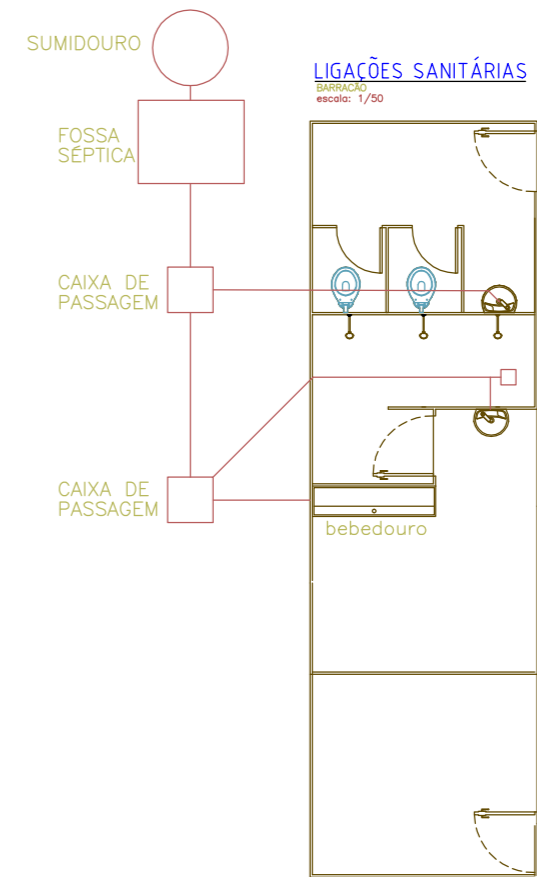 SUMIDOURO
LIGAÇÕES SANITÁRIAS
BARRACÃO
escala: 1/50
FOSSA
SÉPTICA
CAIXA DE
PASSAGEM
CAIXA DE
PASSAGEM
bebedouro